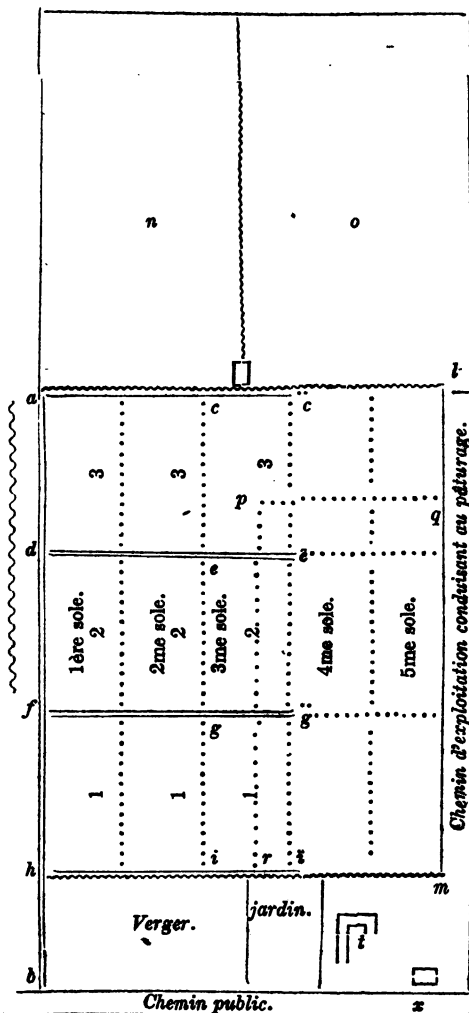 n o
l
a c c̈
3 3 3
p q
d e ë
1ère sole. 2me sole. 3me sole. 4me sole. 5me sole.
2 2 2
f g g̈
1 1 1
h i r ï
m
Chemin d'exploitation conduisant au pâturage.
Verger. jardin. t
b x
Chemin public.